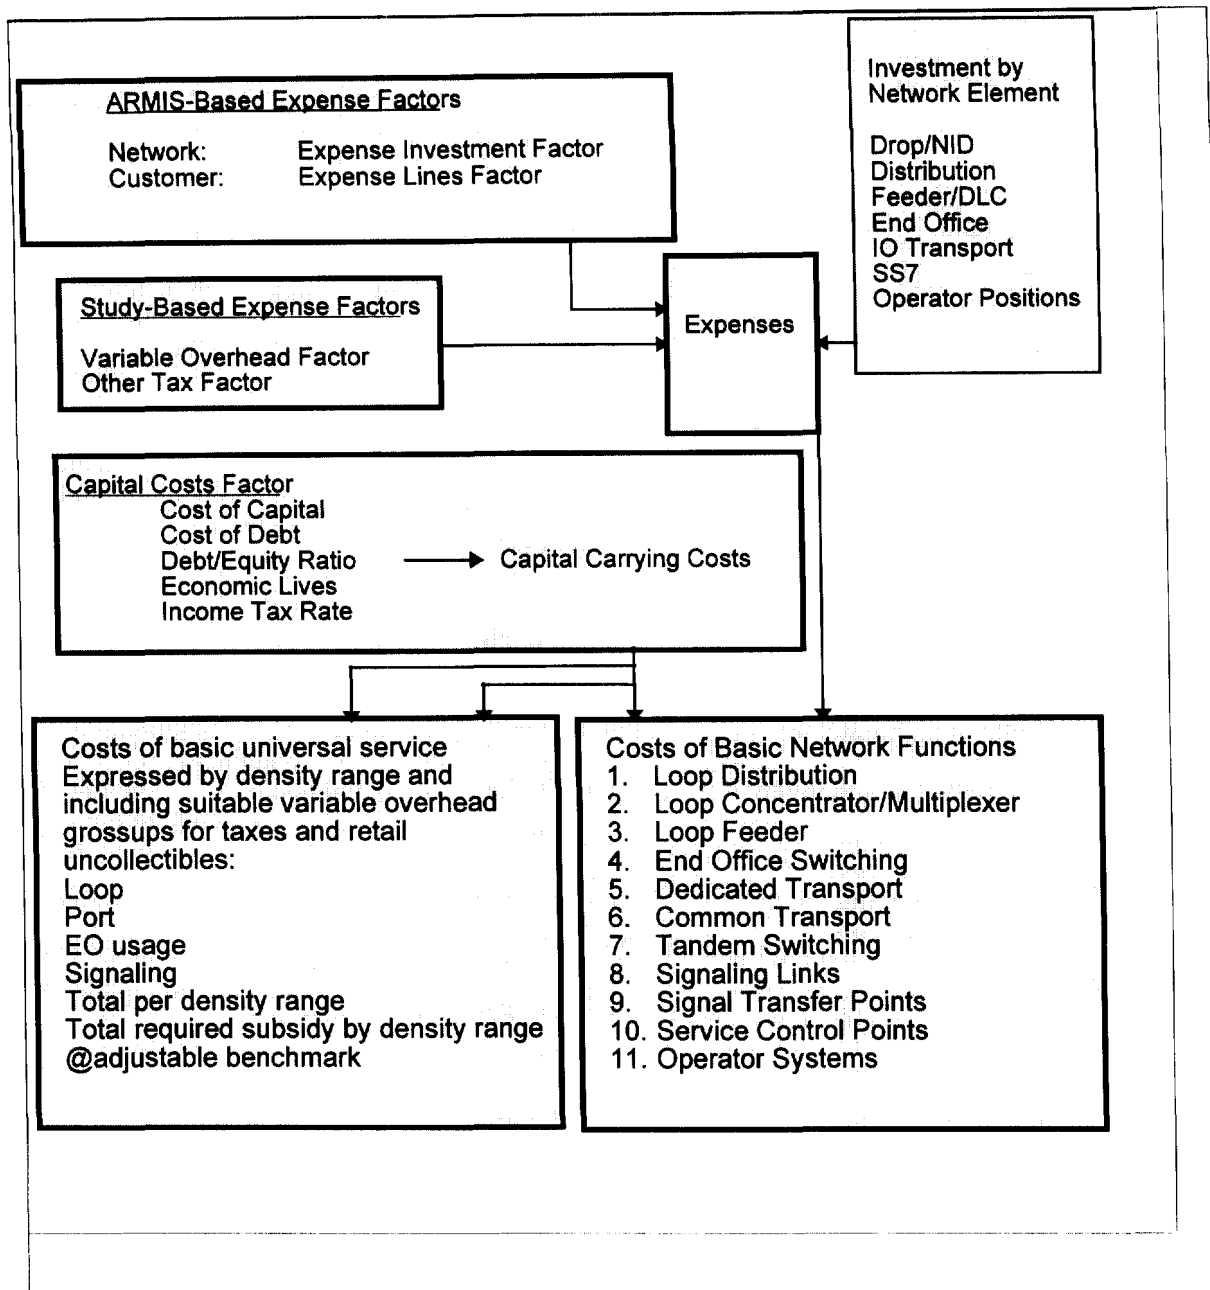 ARMIS-Based Expense Factors
Network: Expense Investment Factor
Customer: Expense Lines Factor
Investment by
Network Element
Drop/NID
Distribution
Feeder/DLC
End Office
IO Transport
SS7
Operator Positions
Study-Based Expense Factors
Variable Overhead Factor
Other Tax Factor
Expenses
Capital Costs Factor
Cost of Capital
Cost of Debt
Debt/Equity Ratio
Economic Lives
Income Tax Rate
Capital Carrying Costs
Costs of basic universal service
Expressed by density range and
including suitable variable overhead
grossups for taxes and retail
uncollectibles:
Loop
Port
EO usage
Signaling
Total per density range
Total required subsidy by density range
@adjustable benchmark
Costs of Basic Network Functions
1. Loop Distribution
2. Loop Concentrator/Multiplexer
3. Loop Feeder
4. End Office Switching
5. Dedicated Transport
6. Common Transport
7. Tandem Switching
8. Signaling Links
9. Signal Transfer Points
10. Service Control Points
11. Operator Systems